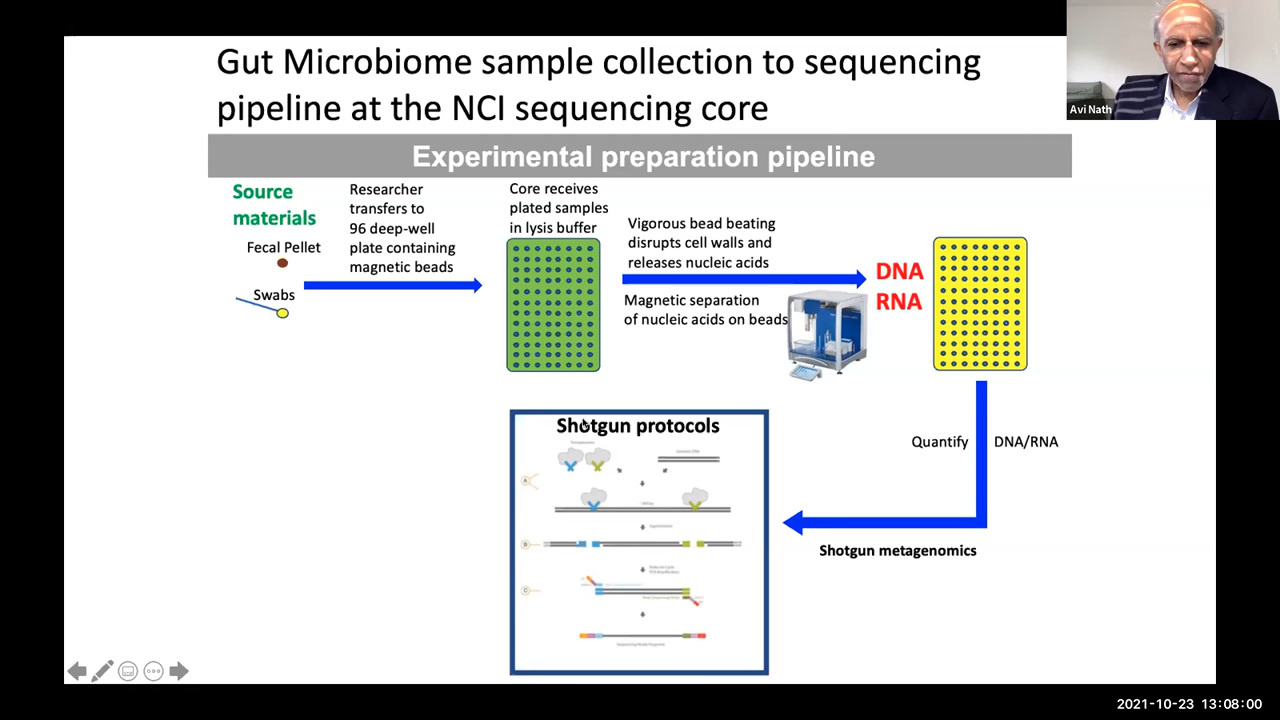 Gut Microbiome sample collection to sequencing
pipeline at the NCI sequencing core
Avi Nath
Experimental preparation pipeline
Source
materials
Fecal Pellet
Swabs
Researcher
transfers to
96 deep-well
plate containing
magnetic beads
Core receives
plated samples
in lysis buffer
Vigorous bead beating
disrupts cell walls and
releases nucleic acids
Magnetic separation
of nucleic acids on beads
DNA
RNA
Quantify DNA/RNA
Shotgun metagenomics
Shotgun protocols
A
B
C
2021-10-23 13:08:00